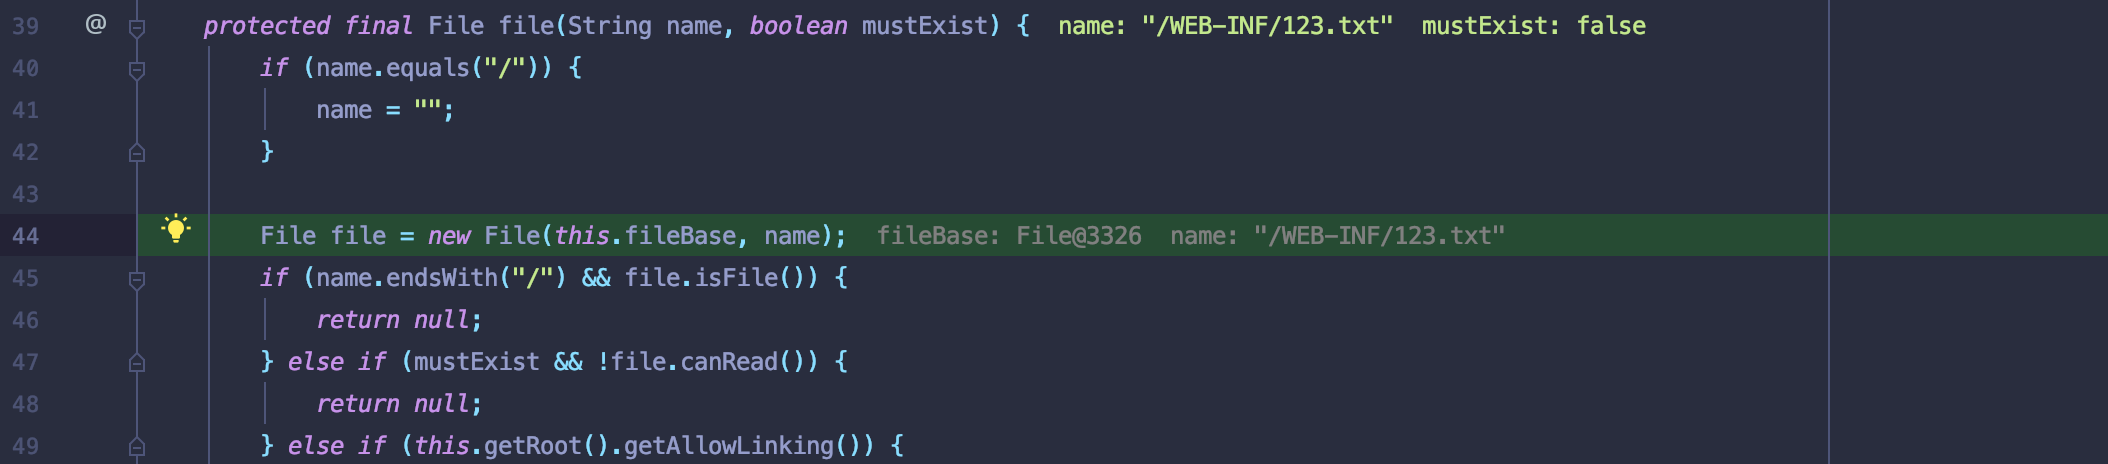 39 @ protected final File file(String name, boolean mustExist) { name: "/WEB-INF/123.txt" mustExist: false
40 if (name.equals("/")) {
41 name = "";
42 }
43
44 File file = new File(this.fileBase, name); fileBase: File@3326 name: "/WEB-INF/123.txt"
45 if (name.endsWith("/") && file.isFile()) {
46 return null;
47 } else if (mustExist && !file.canRead()) {
48 return null;
49 } else if (this.getRoot().getAllowLinking()) {